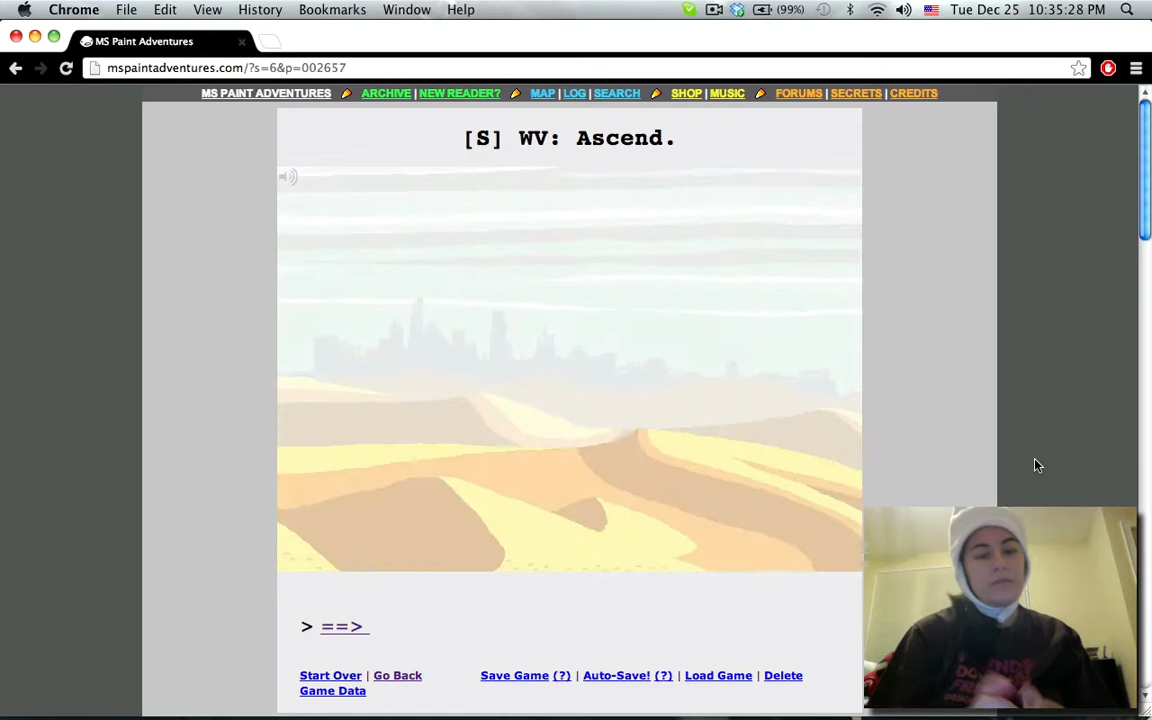 Chrome File Edit View History Bookmarks Window Help (99%) Tue Dec 25 10:35:28 PM
MS Paint Adventures
mspaintadventures.com/?s=6&p=002657
MS PAINT ADVENTURES ARCHIVE | NEW READER? MAP | LOG | SEARCH SHOP | MUSIC FORUMS | SECRETS | CREDITS
[S] WV: Ascend.
> ==>
Start Over | Go Back Save Game (?) | Auto-Save! (?) | Load Game | Delete
Game Data